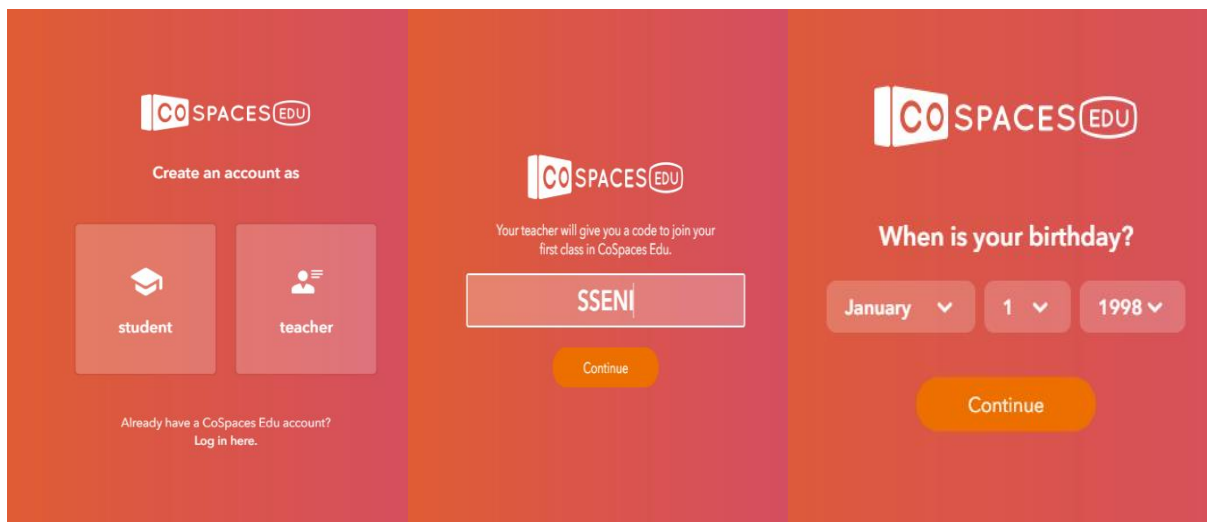 CO SPACES EDU
Create an account as
student
teacher
Already have a CoSpaces Edu account?
Log in here.
CO SPACES EDU
Your teacher will give you a code to join your
first class in CoSpaces Edu.
SSENI
Continue
CO SPACES EDU
When is your birthday?
January 1 1998
Continue